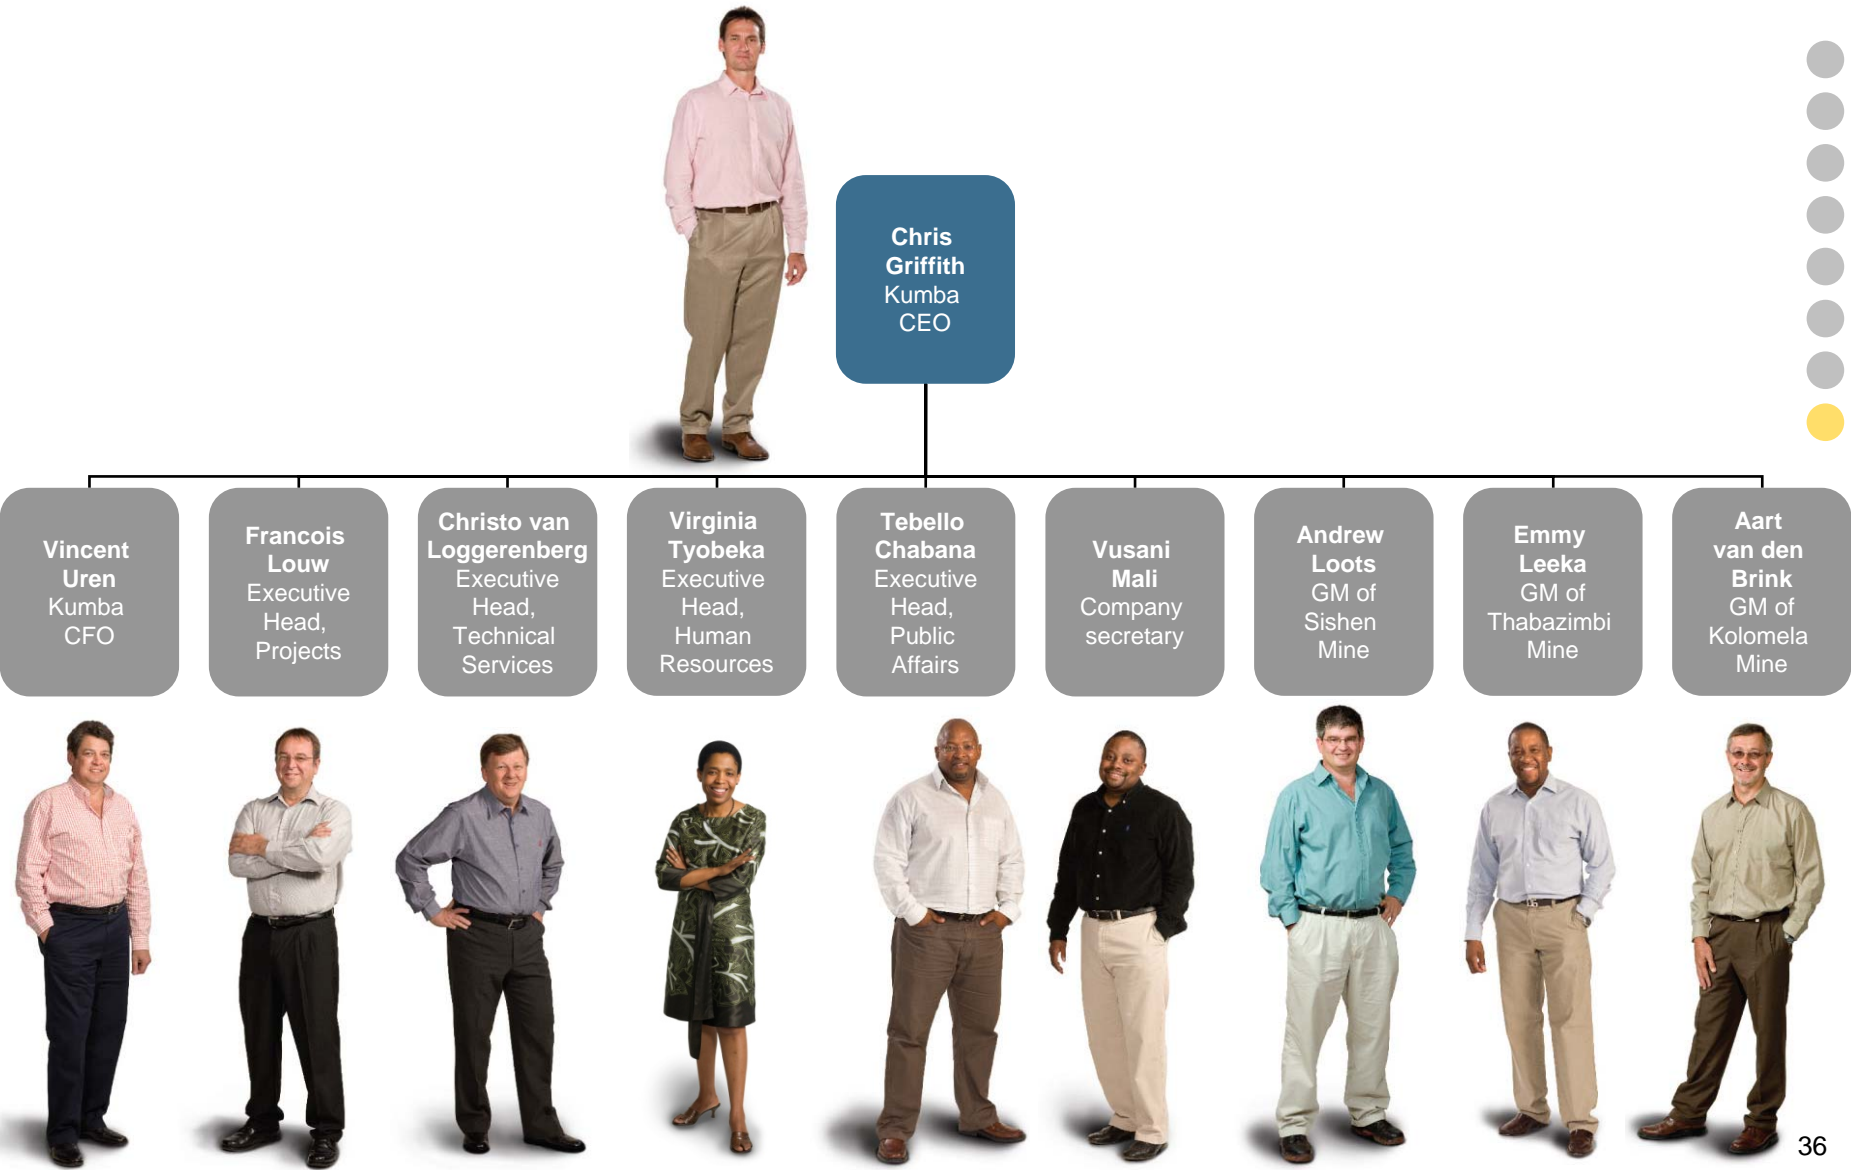 Chris
Griffith
Kumba
CEO
Vincent
Uren
Kumba
CFO
Francois
Louw
Executive
Head,
Projects
Christo van
Loggerenberg
Executive
Head,
Technical
Services
Virginia
Tyobeka
Executive
Head,
Human
Resources
Tebello
Chabana
Executive
Head,
Public
Affairs
Vusani
Mali
Company
secretary
Andrew
Loots
GM of
Sishen
Mine
Emmy
Leeka
GM of
Thabazimbi
Mine
Aart
van den
Brink
GM of
Kolomela
Mine
36